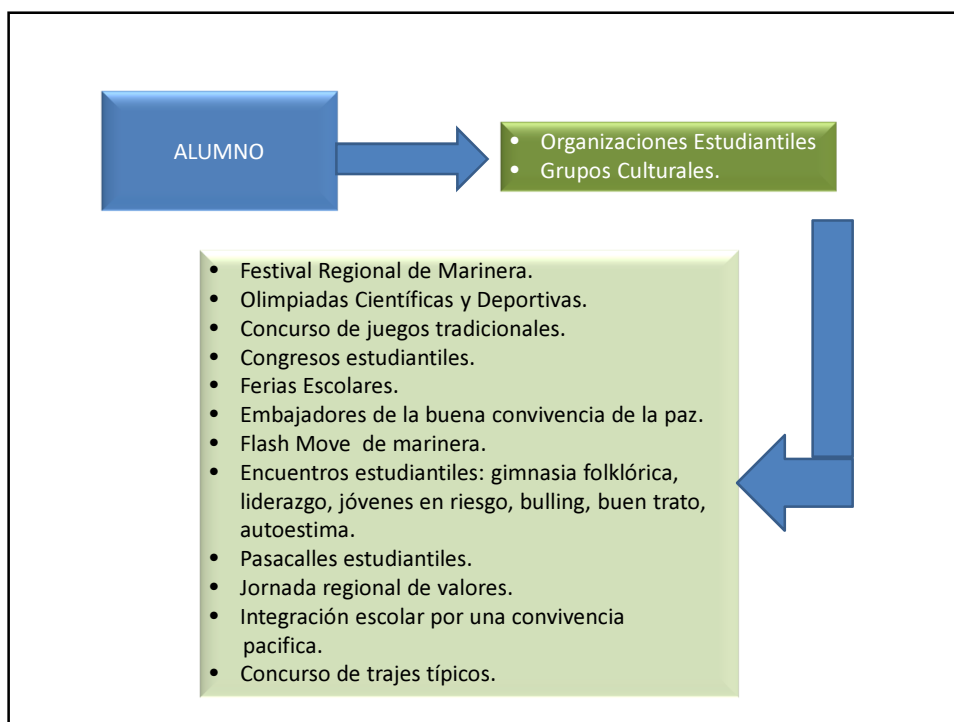 ALUMNO
• Organizaciones Estudiantiles
• Grupos Culturales.
• Festival Regional de Marinera.
• Olimpiadas Científicas y Deportivas.
• Concurso de juegos tradicionales.
• Congresos estudiantiles.
• Ferias Escolares.
• Embajadores de la buena convivencia de la paz.
• Flash Move  de marinera.
• Encuentros estudiantiles: gimnasia folklórica,
liderazgo, jóvenes en riesgo, bulling, buen trato,
autoestima.
• Pasacalles estudiantiles.
• Jornada regional de valores.
• Integración escolar por una convivencia
pacifica.
• Concurso de trajes típicos.